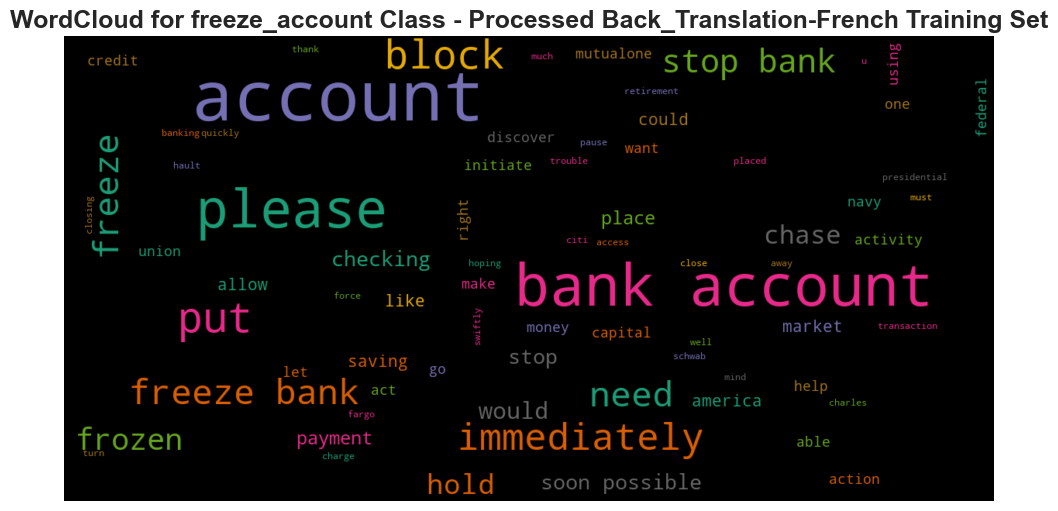 WordCloud for freeze_account Class - Processed Back_Translation-French Training Set
thank
block
much
mutualone
stop bank
u
using
credit
account
retirement
one
federal
could
banking
quickly
discover
pause
want
freeze
hault
initiate
trouble
placed
presidential
please
closing
right
place
navy
must
chase
activity
union
checking
citi
access
hoping
close
away
allow
make
bank account
force
like
put
swiftly
money
capital
market
transaction
well
stop
schwab
saving
let
go
mind
freeze bank
act
need
america
help
charles
would
fargo
frozen
payment
immediately
able
turn
charge
hold
soon possible
action